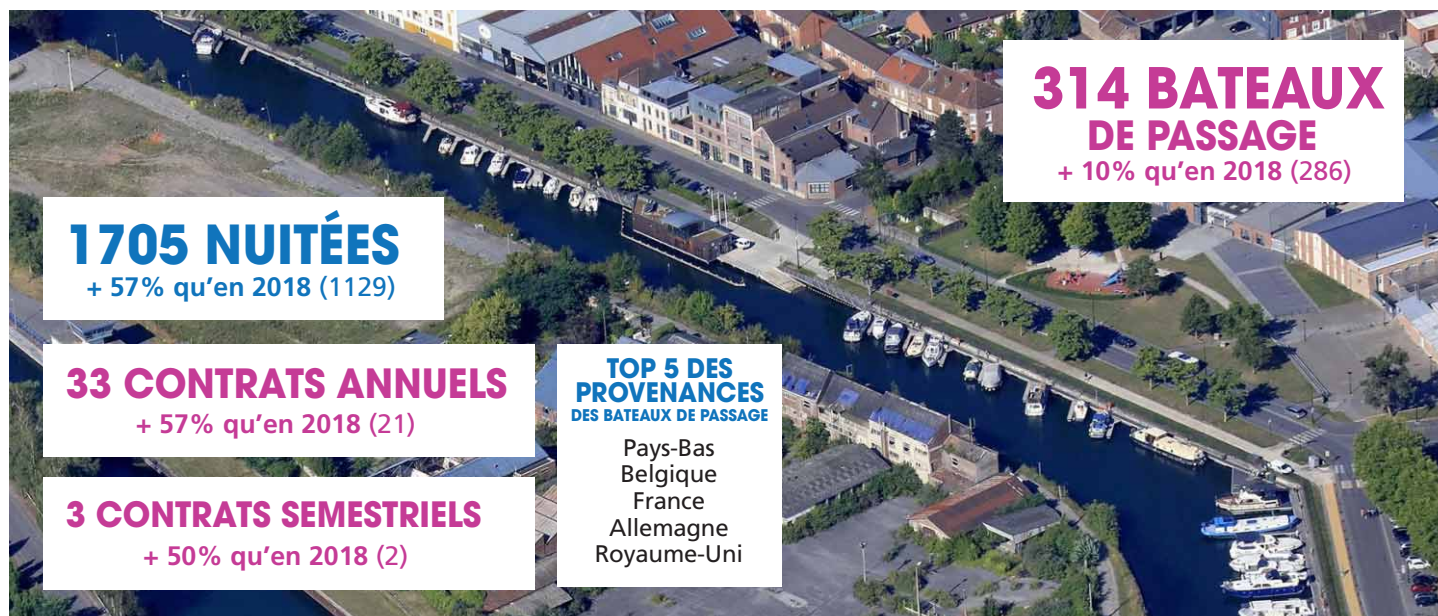 314 BATEAUX
DE PASSAGE
+ 10% qu'en 2018 (286)
1705 NUITÉES
+ 57% qu'en 2018 (1129)
33 CONTRATS ANNUELS
+ 57% qu'en 2018 (21)
3 CONTRATS SEMESTRIELS
+ 50% qu'en 2018 (2)
TOP 5 DES
PROVENANCES
DES BATEAUX DE PASSAGE
Pays-Bas
Belgique
France
Allemagne
Royaume-Uni